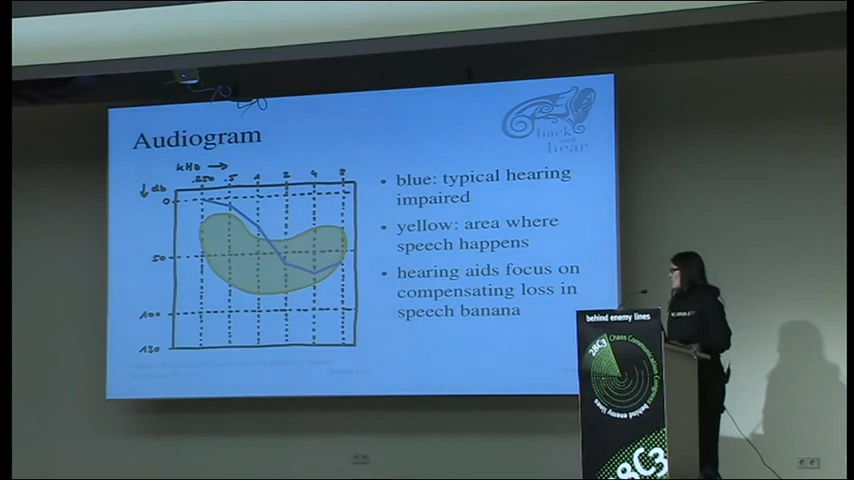 Audiogram
hack
and
hear
kHz →
.250 .5 1 2 4 8
↓ db
0
50
100
150
• blue: typical hearing
impaired
• yellow: area where
speech happens
• hearing aids focus on
compensating loss in
speech banana
behind enemy lines
28C3
Chaos Communication Congress
behind enemy lines
28C3